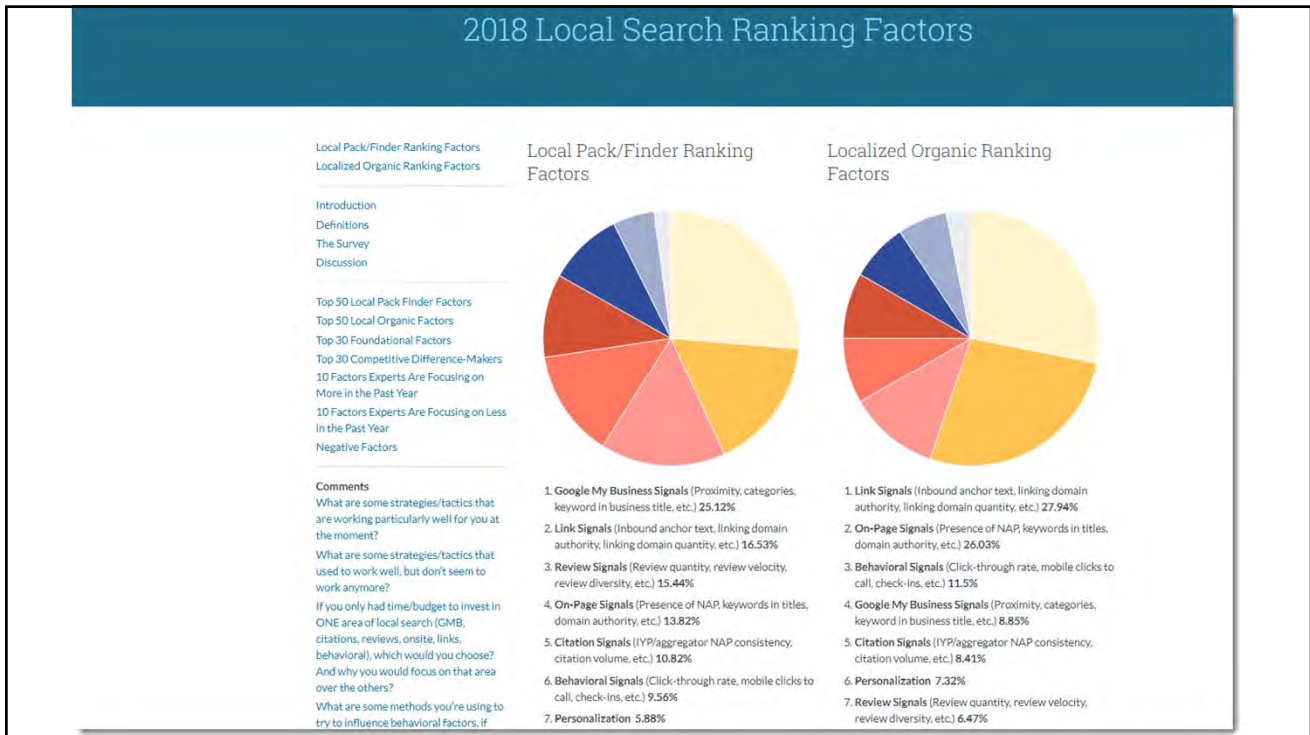 2018 Local Search Ranking Factors
Local Pack/Finder Ranking Factors
Localized Organic Ranking Factors
Introduction
Definitions
The Survey
Discussion
Top 50 Local Pack Finder Factors
Top 50 Local Organic Factors
Top 30 Foundational Factors
Top 30 Competitive Difference-Makers
10 Factors Experts Are Focusing on
More in the Past Year
10 Factors Experts Are Focusing on Less
in the Past Year
Negative Factors
Comments
What are some strategies/tactics that
are working particularly well for you at
the moment?
What are some strategies/tactics that
used to work well, but don't seem to
work anymore?
If you only had time/budget to invest in
ONE area of local search (GMB,
citations, reviews, onsite, links,
behavioral), which would you choose?
And why you would focus on that area
over the others?
What are some methods you're using to
try to influence behavioral factors, if
Local Pack/Finder Ranking
Factors
1. Google My Business Signals (Proximity, categories,
keyword in business title, etc.) 25.12%
2. Link Signals (Inbound anchor text, linking domain
authority, linking domain quantity, etc.) 16.53%
3. Review Signals (Review quantity, review velocity,
review diversity, etc.) 15.44%
4. On-Page Signals (Presence of NAP, keywords in titles,
domain authority, etc.) 13.82%
5. Citation Signals (IYP/aggregator NAP consistency,
citation volume, etc.) 10.82%
6. Behavioral Signals (Click-through rate, mobile clicks to
call, check-ins, etc.) 9.56%
7. Personalization 5.88%
Localized Organic Ranking
Factors
1. Link Signals (Inbound anchor text, linking domain
authority, linking domain quantity, etc.) 27.94%
2. On-Page Signals (Presence of NAP, keywords in titles,
domain authority, etc.) 26.03%
3. Behavioral Signals (Click-through rate, mobile clicks to
call, check-ins, etc.) 11.5%
4. Google My Business Signals (Proximity, categories,
keyword in business title, etc.) 8.85%
5. Citation Signals (IYP/aggregator NAP consistency,
citation volume, etc.) 8.41%
6. Personalization 7.32%
7. Review Signals (Review quantity, review velocity,
review diversity, etc.) 6.47%